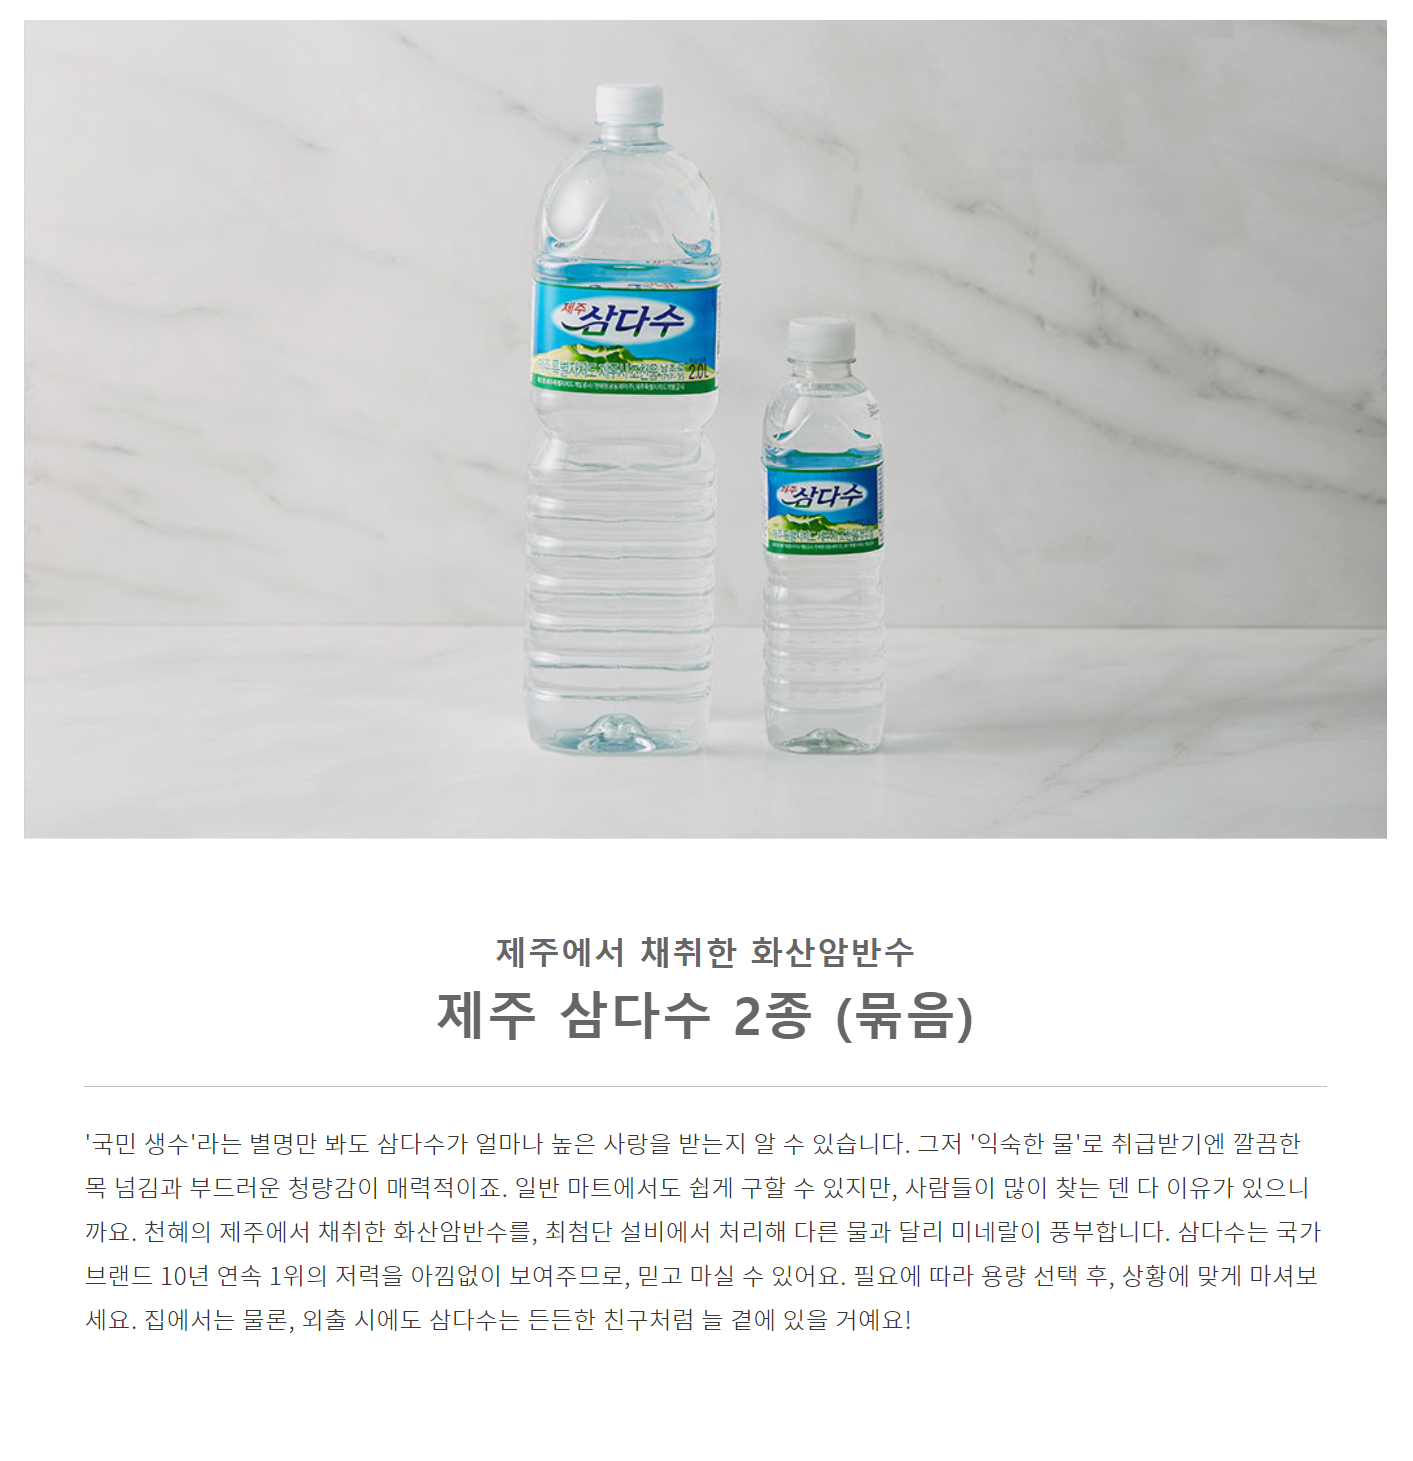 제주
삼다수
제주특별자치도 제주시 조천읍
2.0L
제주
삼다수
제주에서 채취한 화산암반수
제주 삼다수 2종 (묶음)
'국민 생수'라는 별명만 봐도 삼다수가 얼마나 높은 사랑을 받는지 알 수 있습니다. 그저 '익숙한 물'로 취급받기엔 깔끔한
목 넘김과 부드러운 청량감이 매력적이죠. 일반 마트에서도 쉽게 구할 수 있지만, 사람들이 많이 찾는 덴 다 이유가 있으니
까요. 천혜의 제주에서 채취한 화산암반수를, 최첨단 설비에서 처리해 다른 물과 달리 미네랄이 풍부합니다. 삼다수는 국가
브랜드 10년 연속 1위의 저력을 아낌없이 보여주므로, 믿고 마실 수 있어요. 필요에 따라 용량 선택 후, 상황에 맞게 마셔보
세요. 집에서는 물론, 외출 시에도 삼다수는 든든한 친구처럼 늘 곁에 있을 거예요!